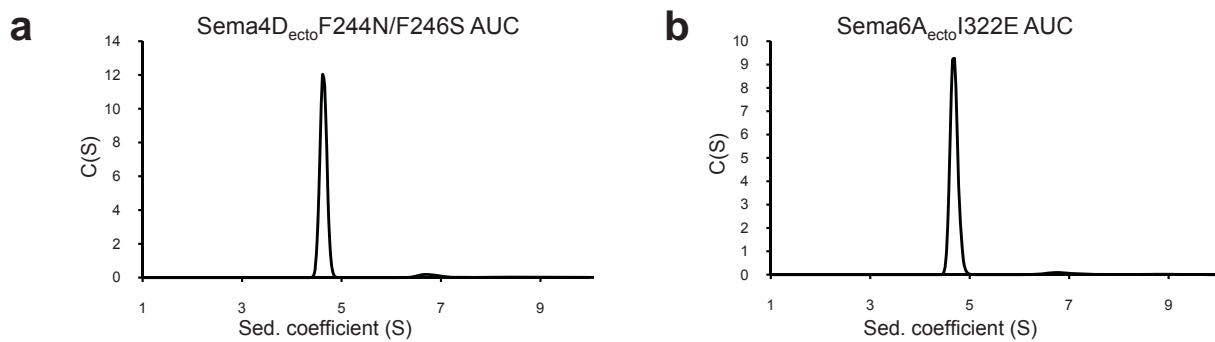 a
Sema4DectoF244N/F246S AUC
14
12
10
8
6
4
2
0
C(S)
1 3 5 7 9
Sed. coefficient (S)
b
Sema6AectoI322E AUC
10
9
8
7
6
5
4
3
2
1
0
C(S)
1 3 5 7 9
Sed. coefficient (S)